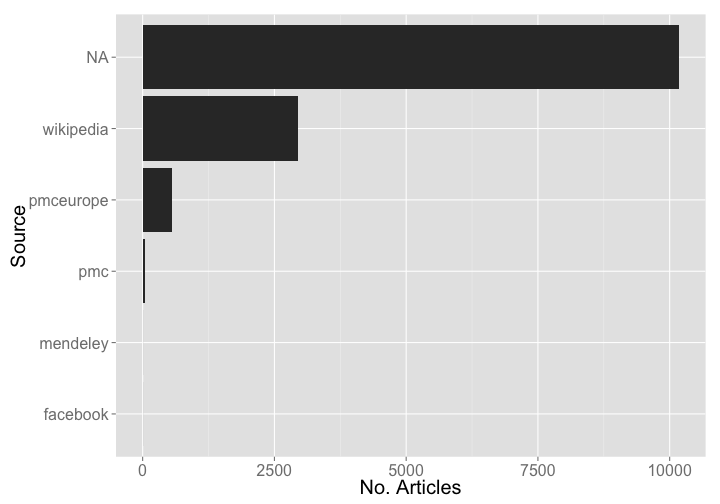 NA
wikipedia
pmceurope
pmc
mendeley
facebook
Source
0 2500 5000 7500 10000
No. Articles